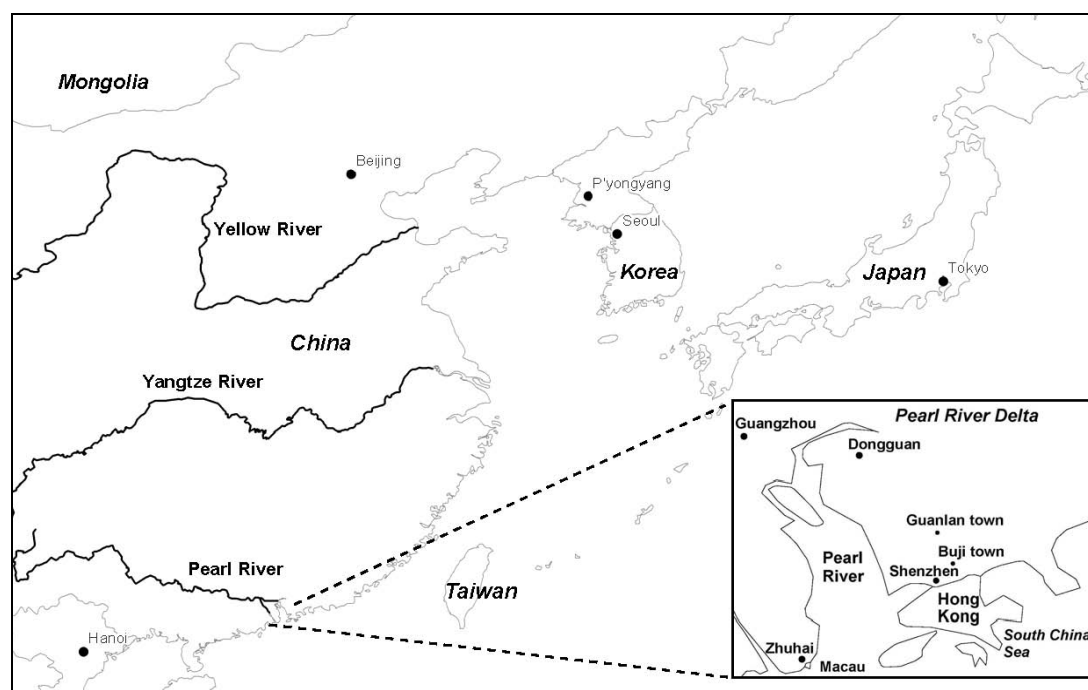 Mongolia
Beijing
P'yongyang
Yellow River
Seoul
Korea
Japan
Tokyo
China
Yangtze River
Pearl River
Taiwan
Hanoi
Pearl River Delta
Guangzhou
Dongguan
Guanlan town
Buji town
Pearl
River
Shenzhen
Hong
Kong
South China
Sea
Zhuhai
Macau